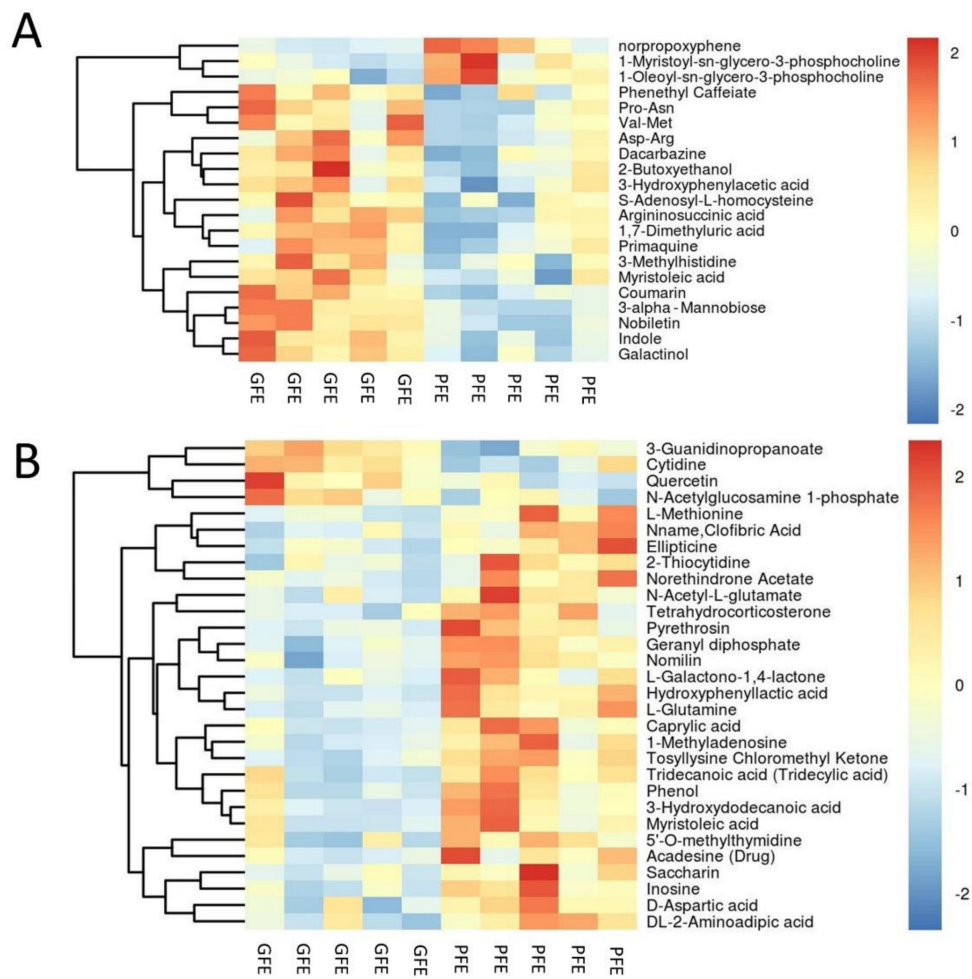 A
norpropoxyphene
1-Myristoyl-sn-glycero-3-phosphocholine
1-Oleoyl-sn-glycero-3-phosphocholine
Phenethyl Caffeiate
Pro-Asn
Val-Met
Asp-Arg
Dacarbazine
2-Butoxyethanol
3-Hydroxyphenylacetic acid
S-Adenosyl-L-homocysteine
Argininosuccinic acid
1,7-Dimethyluric acid
Primaquine
3-Methylhistidine
Myristoleic acid
Coumarin
3-alpha - Mannobiose
Nobiletin
Indole
Galactinol
2
1
0
-1
-2
GFE GFE GFE GFE GFE PFE PFE PFE PFE PFE
B
3-Guanidinopropanoate
Cytidine
Quercetin
N-Acetylglucosamine 1-phosphate
L-Methionine
Nname,Clofibric Acid
Ellipticine
2-Thiocytidine
Norethindrone Acetate
N-Acetyl-L-glutamate
Tetrahydrocorticosterone
Pyrethrosin
Geranyl diphosphate
Nomilin
L-Galactono-1,4-lactone
Hydroxyphenyllactic acid
L-Glutamine
Caprylic acid
1-Methyladenosine
Tosyllysine Chloromethyl Ketone
Tridecanoic acid (Tridecylic acid)
Phenol
3-Hydroxydodecanoic acid
Myristoleic acid
5'-O-methylthymidine
Acadesine (Drug)
Saccharin
Inosine
D-Aspartic acid
DL-2-Aminoadipic acid
2
1
0
-1
-2
GFE GFE GFE GFE GFE PFE PFE PFE PFE PFE